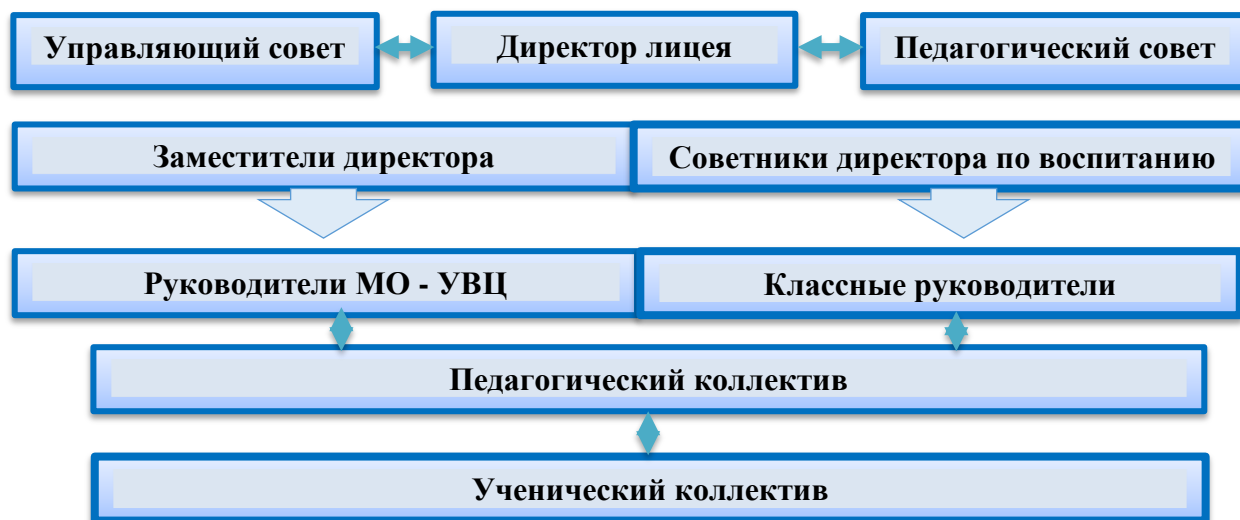 Управляющий совет
Директор лицея
Педагогический совет
Заместители директора
Советники директора по воспитанию
Руководители МО - УВЦ
Классные руководители
Педагогический коллектив
Ученический коллектив